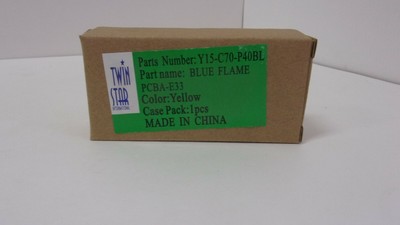 TWIN
STAR
INTERNATIONAL
Parts Number:Y15-C70-P40BL
Part name: BLUE FLAME
PCBA-E33
Color:Yellow
Case Pack:1pcs
MADE IN CHINA